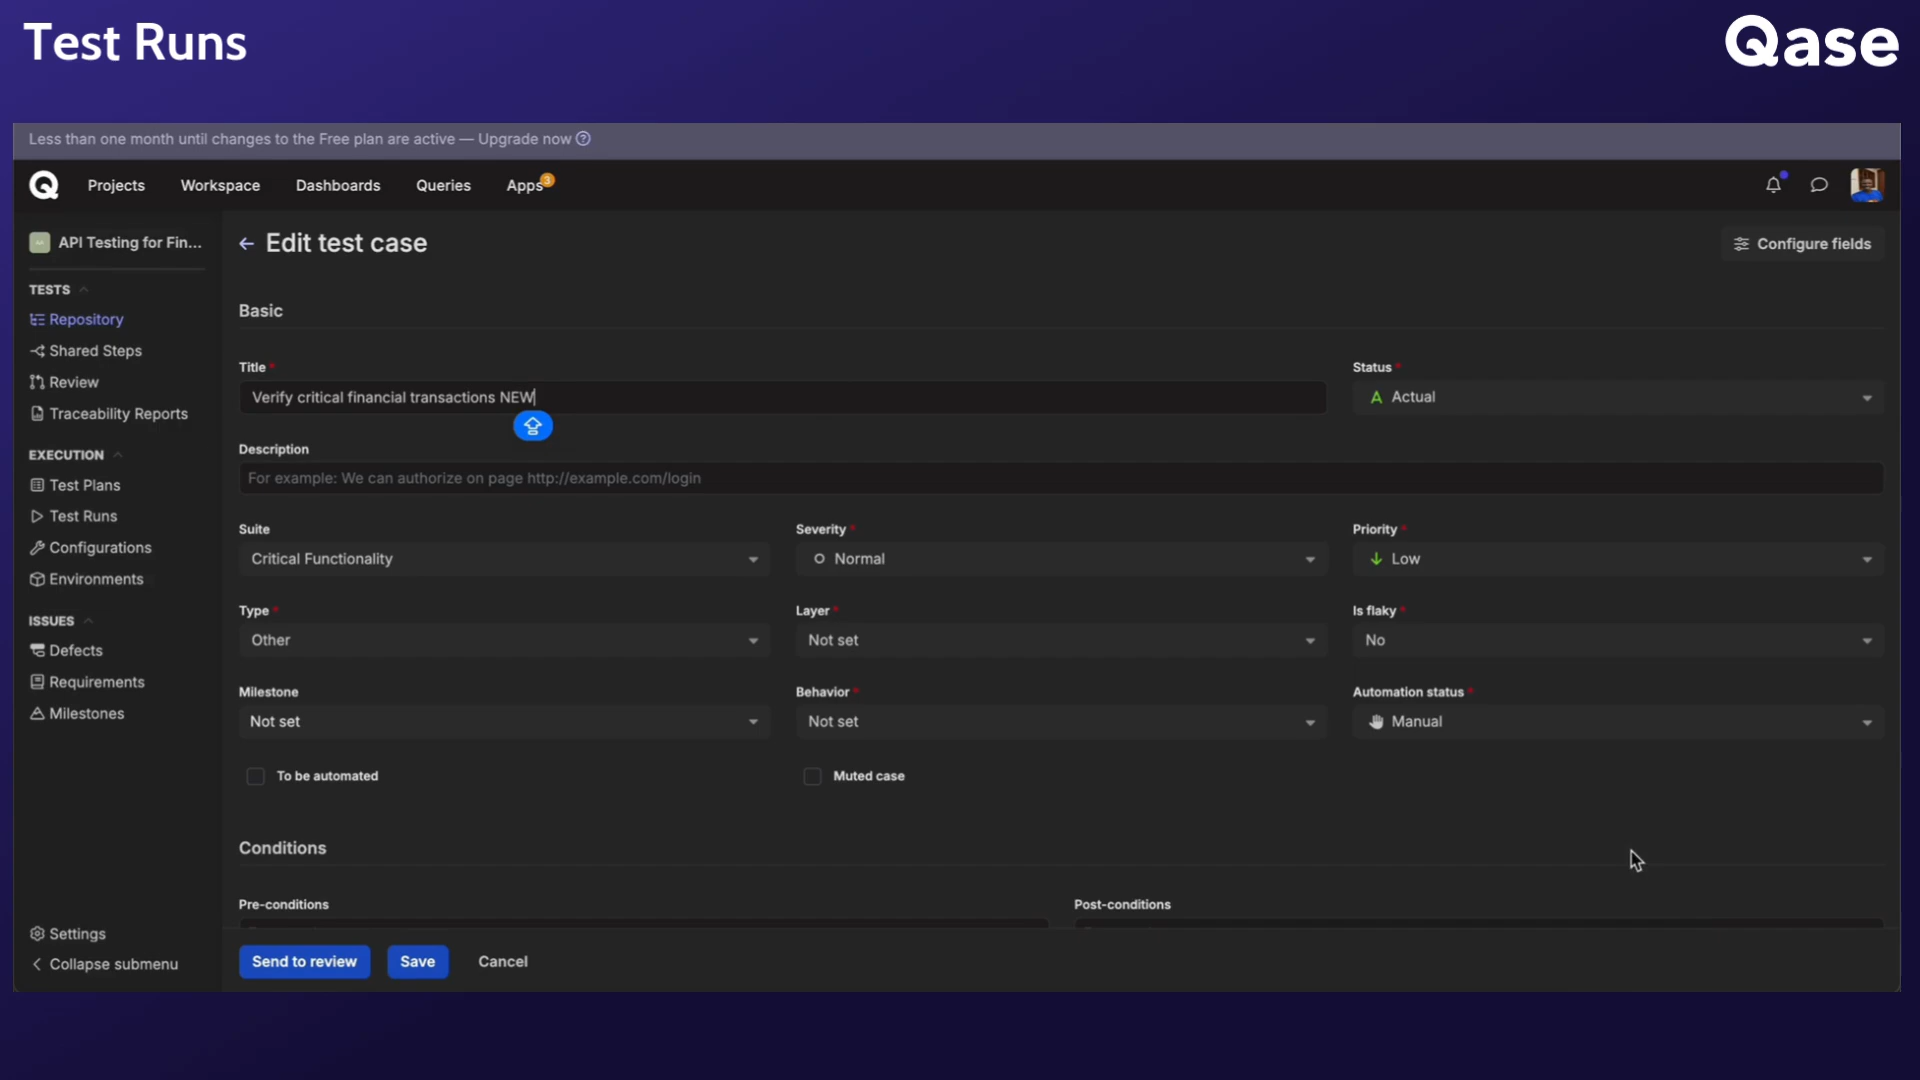 Test Runs
Qase
Less than one month until changes to the Free plan are active — Upgrade now
Projects
Workspace
Dashboards
Queries
Apps
3
API Testing for Fin...
Edit test case
Configure fields
TESTS
Repository
Shared Steps
Review
Traceability Reports
EXECUTION
Test Plans
Test Runs
Configurations
Environments
ISSUES
Defects
Requirements
Milestones
Settings
Collapse submenu
Basic
Title *
Verify critical financial transactions NEW
Status *
Actual
Description
For example: We can authorize on page http://example.com/login
Suite
Critical Functionality
Severity *
Normal
Priority *
Low
Type *
Other
Layer *
Not set
Is flaky *
No
Milestone
Not set
Behavior *
Not set
Automation status *
Manual
To be automated
Muted case
Conditions
Pre-conditions
Post-conditions
Send to review
Save
Cancel